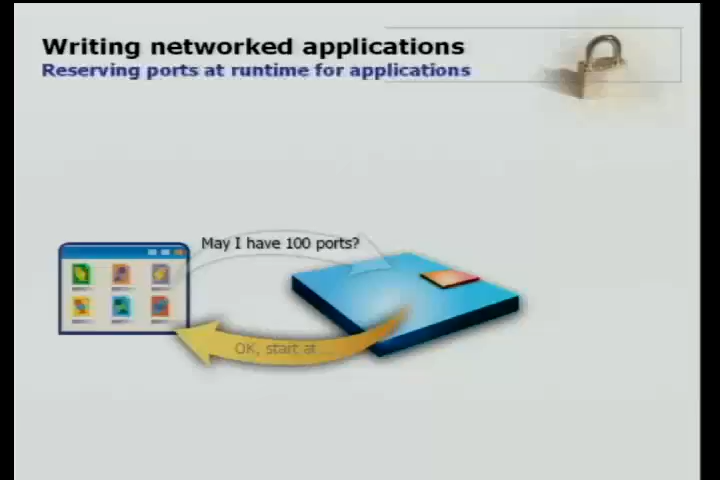 Writing networked applications
Reserving ports at runtime for applications
May I have 100 ports?
OK, start at...